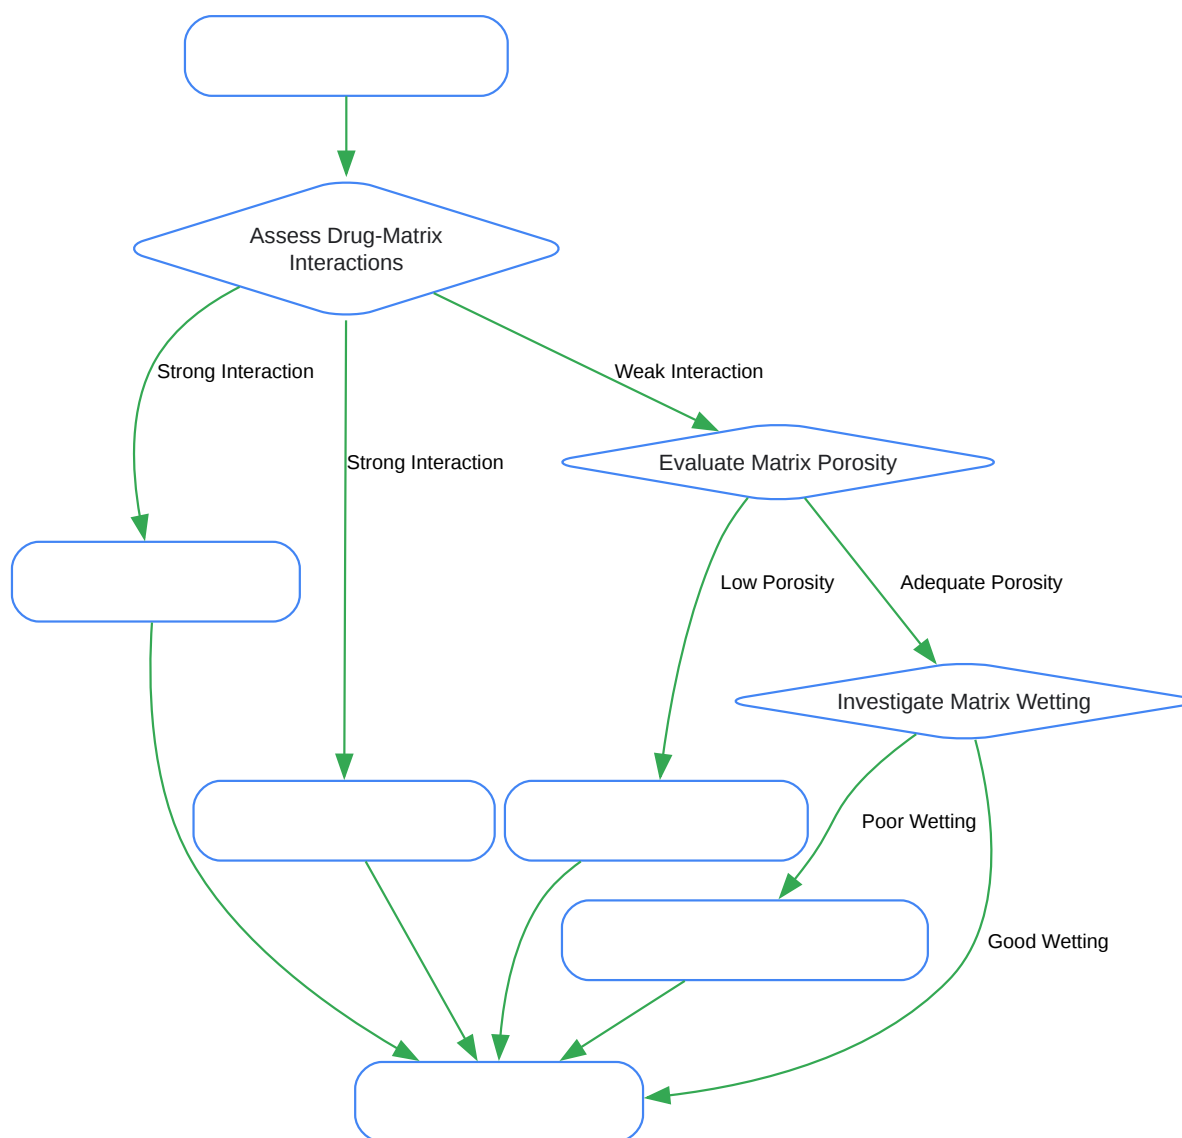 Assess Drug-Matrix
Interactions
Strong Interaction
Weak Interaction
Strong Interaction
Evaluate Matrix Porosity
Low Porosity
Adequate Porosity
Investigate Matrix Wetting
Poor Wetting
Good Wetting